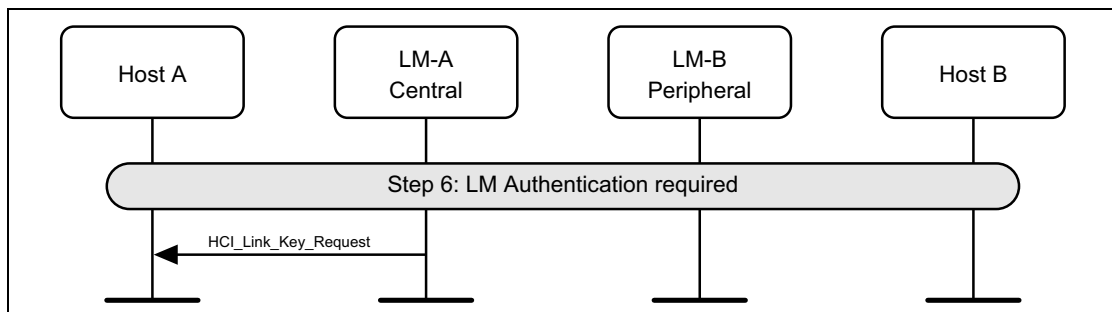 Host A
LM-A
Central
LM-B
Peripheral
Host B
Step 6: LM Authentication required
HCI_Link_Key_Request